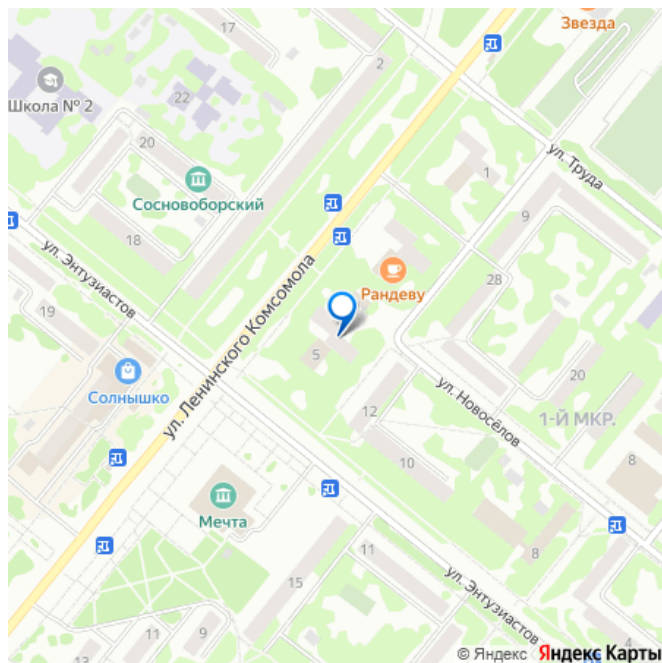 Звезда
17
2
Школа № 2
22
20
ул. Труда
1
Сосновоборский
9
18
ул. Энтузиастов
ул. Ленинского Комсомола
28
Рандеву
19
5
Солнышко
20
ул. Новосёлов
12
1-Й МКР.
10
8
Мечта
8
11
ул. Энтузиастов
15
11
9
14
4
© Яндекс Яндекс Карты